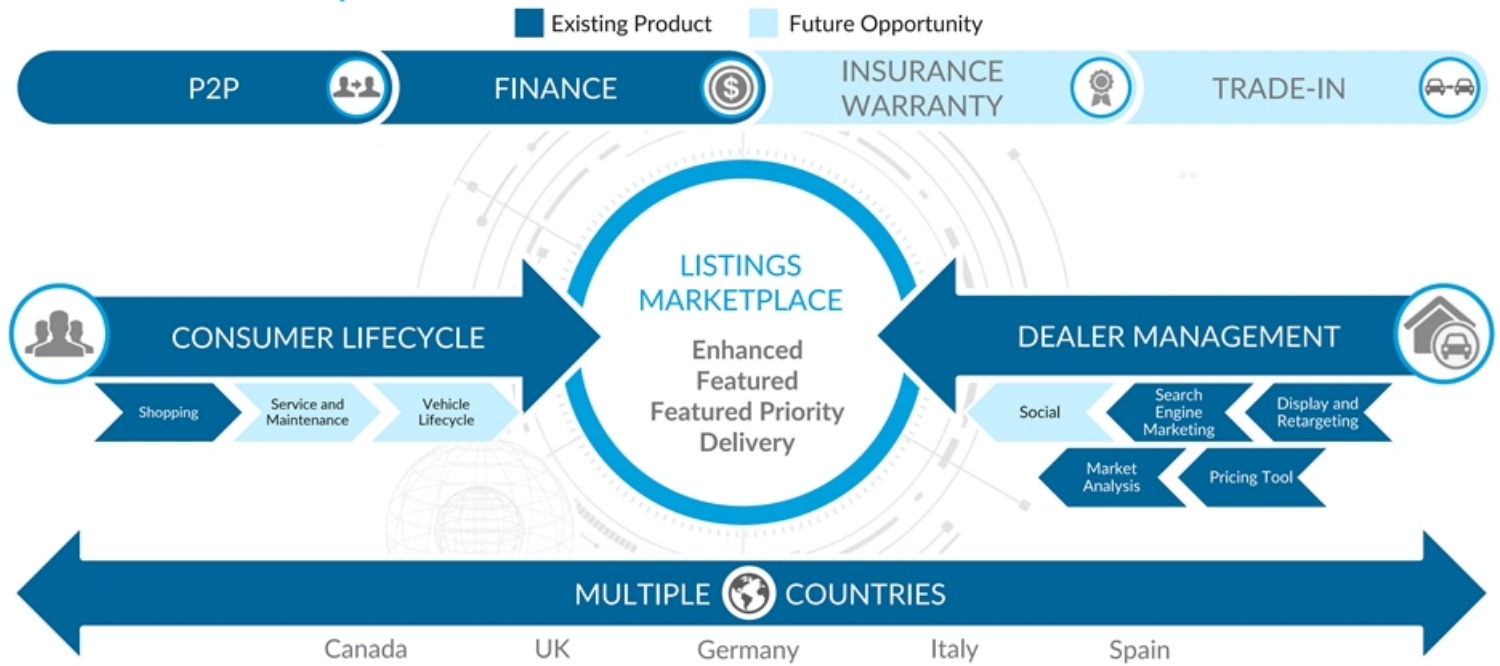 Existing Product
Future Opportunity
P2P
FINANCE
INSURANCE
WARRANTY
TRADE-IN
LISTINGS
MARKETPLACE
Enhanced
Featured
Featured Priority
Delivery
CONSUMER LIFECYCLE
Shopping
Service and
Maintenance
Vehicle
Lifecycle
DEALER MANAGEMENT
Social
Search
Engine
Marketing
Display and
Retargeting
Market
Analysis
Pricing Tool
MULTIPLE COUNTRIES
Canada
UK
Germany
Italy
Spain